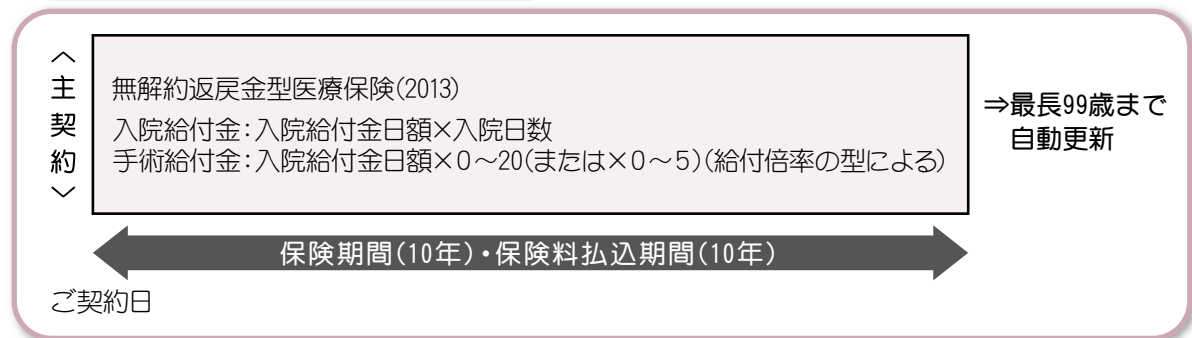 〈主契約〉
無解約返戻金型医療保険(2013)
入院給付金:入院給付金日額×入院日数
手術給付金:入院給付金日額×0～20(または×0～5)(給付倍率の型による)
⇒最長99歳まで
自動更新
保険期間(10年)・保険料払込期間(10年)
ご契約日